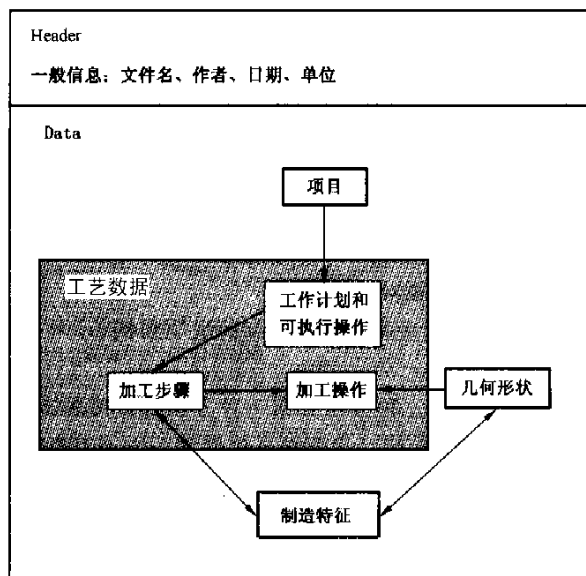 Header
一般信息：文件名、作者、日期、单位
Data
项目
工艺数据
工作计划和
可执行操作
加工步骤
加工操作
几何形状
制造特征